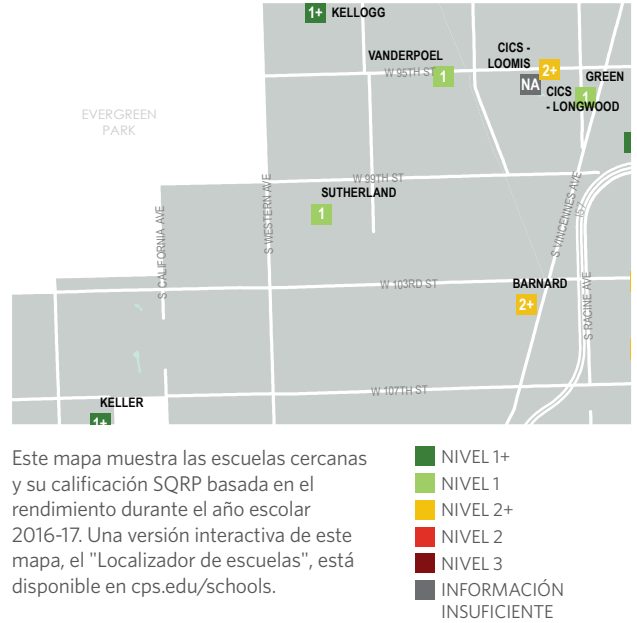 1+ KELLOGG
VANDERPOEL
CICS -
LOOMIS
W 95TH ST
1
2+
NA
GREEN
CICS
- LONGWOOD
1
EVERGREEN
PARK
W 99TH ST
SUTHERLAND
1
S CALIFORNIA AVE
S WESTERN AVE
S VINCENNES AVE
I57
W 103RD ST
BARNARD
2+
S RACINE AVE
W 107TH ST
KELLER
1+
Este mapa muestra las escuelas cercanas
y su calificación SQRP basada en el
rendimiento durante el año escolar
2016-17. Una versión interactiva de este
mapa, el "Localizador de escuelas", está
disponible en cps.edu/schools.
NIVEL 1+
NIVEL 1
NIVEL 2+
NIVEL 2
NIVEL 3
INFORMACIÓN
INSUFICIENTE